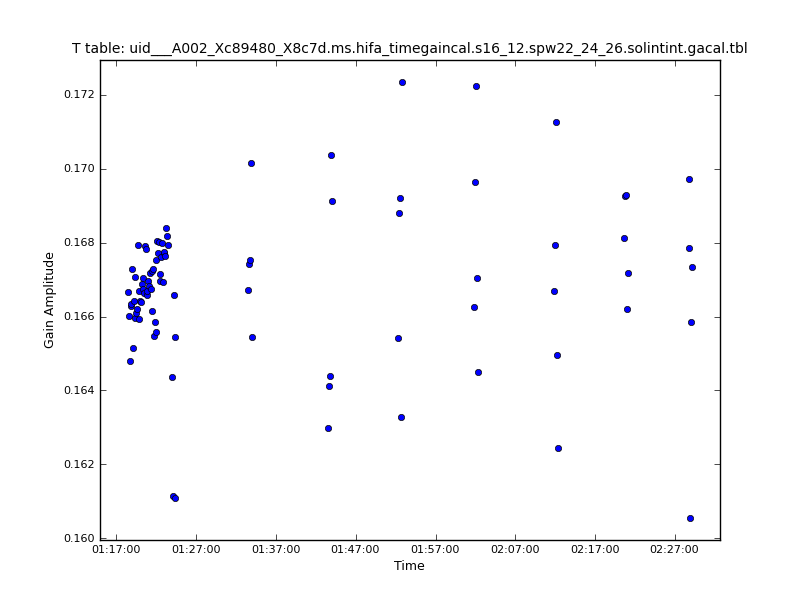 T table: uid___A002_Xc89480_X8c7d.ms.hifa_timegaincal.s16_12.spw22_24_26.solintint.gacal.tbl
0.172
0.170
0.168
0.166
0.164
0.162
0.160
Gain Amplitude
01:17:00 01:27:00 01:37:00 01:47:00 01:57:00 02:07:00 02:17:00 02:27:00
Time